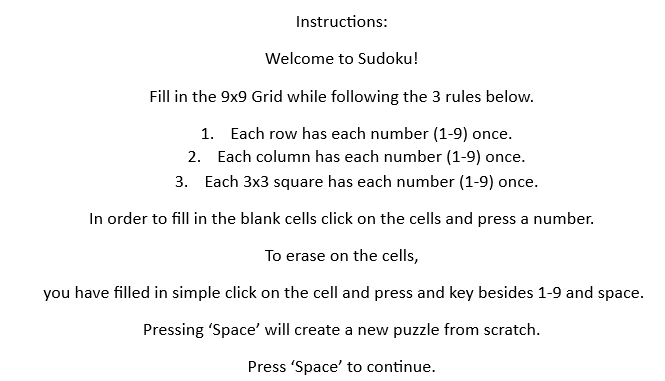 Instructions:
Welcome to Sudoku!
Fill in the 9x9 Grid while following the 3 rules below.
1. Each row has each number (1-9) once.
2. Each column has each number (1-9) once.
3. Each 3x3 square has each number (1-9) once.
In order to fill in the blank cells click on the cells and press a number.
To erase on the cells,
you have filled in simple click on the cell and press and key besides 1-9 and space.
Pressing ‘Space’ will create a new puzzle from scratch.
Press ‘Space’ to continue.